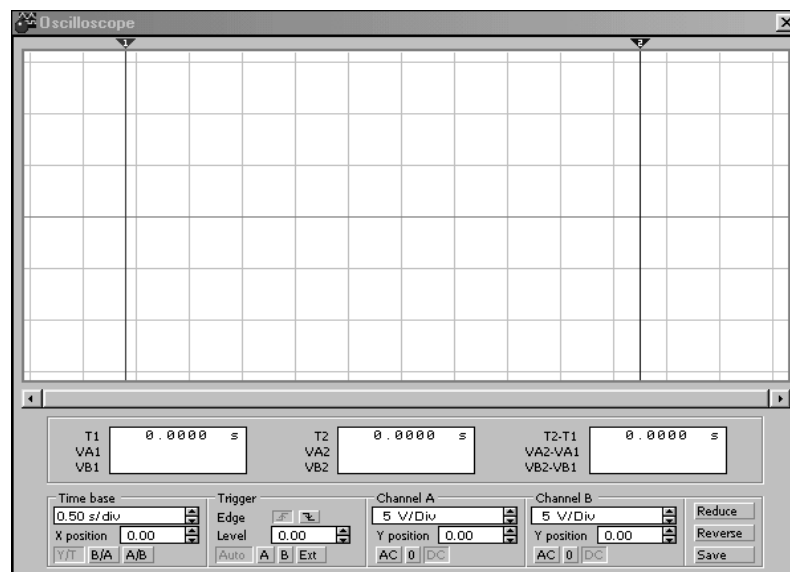 Oscilloscope
1 2
T1 0.0000 s T2 0.0000 s T2-T1 0.0000 s
VA1 VA2 VA2-VA1
VB1 VB2 VB2-VB1
Time base Trigger Channel A Channel B
0.50 s/div Edge 5 V/Div 5 V/Div Reduce
X position 0.00 Level 0.00 Y position 0.00 Y position 0.00 Reverse
Y/T B/A A/B Auto A B Ext AC 0 DC AC 0 DC Save